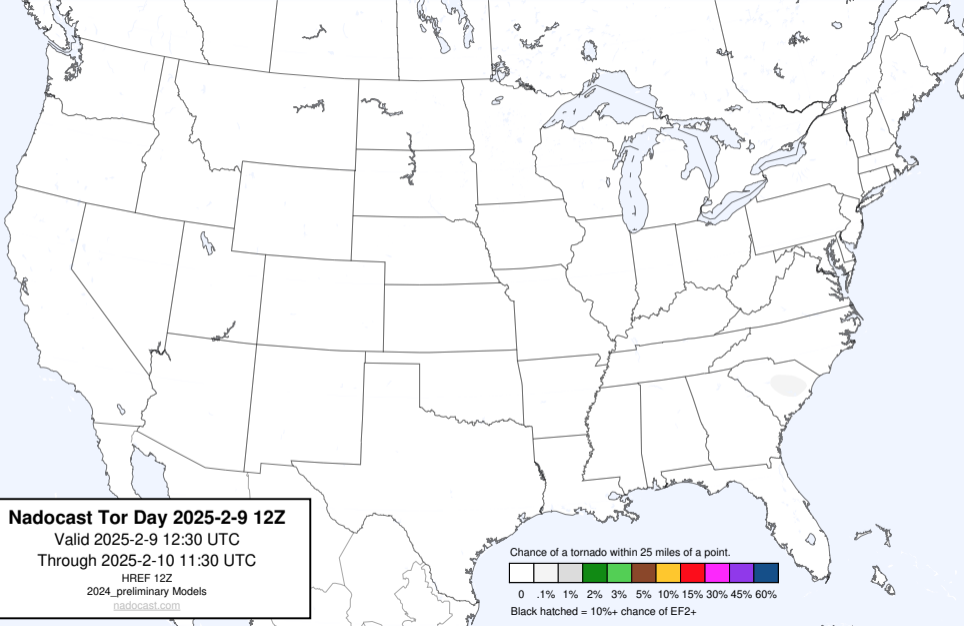 Nadocast Tor Day 2025-2-9 12Z
Valid 2025-2-9 12:30 UTC
Through 2025-2-10 11:30 UTC
HREF 12Z
2024_preliminary Models
nadocast.com
Chance of a tornado within 25 miles of a point.
0 .1% 1% 2% 3% 5% 10% 15% 30% 45% 60%
Black hatched = 10%+ chance of EF2+